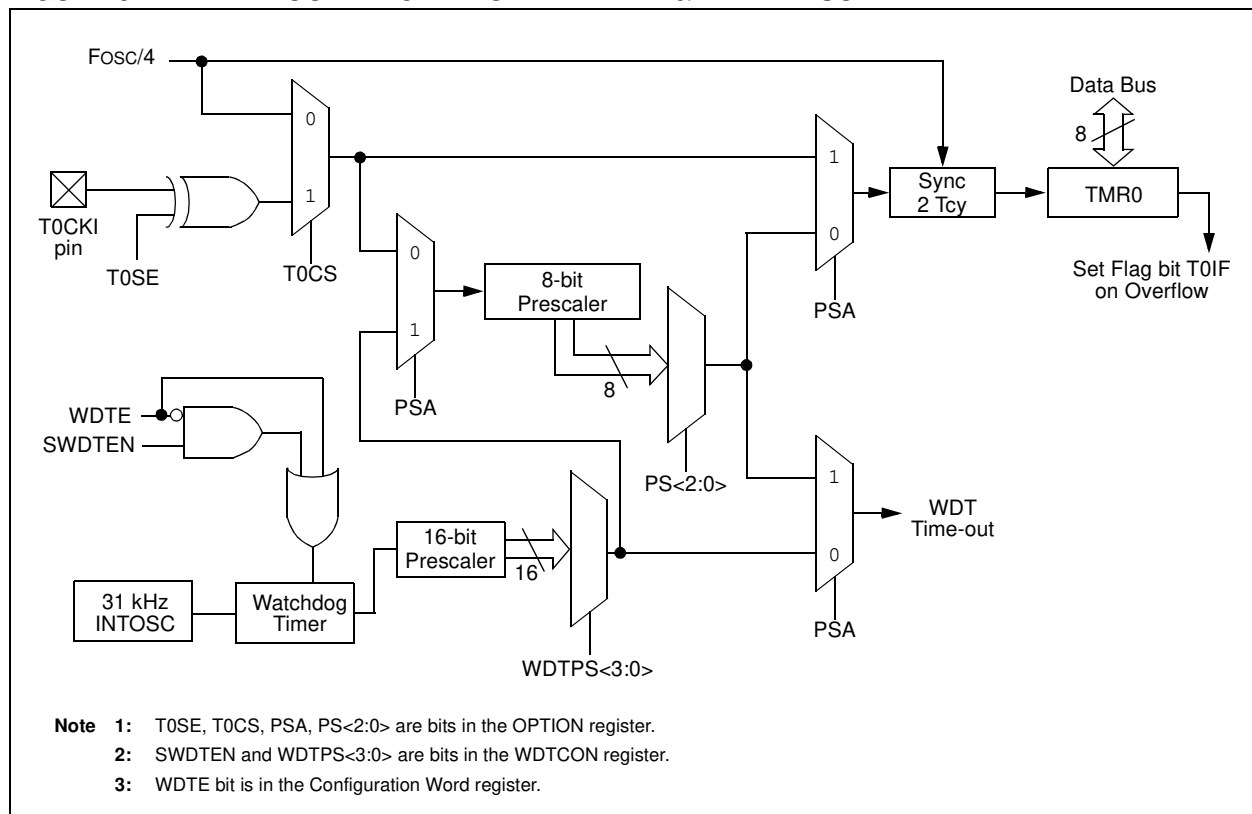 FOSC/4
Data Bus
8
0
1
1
0
T0CKI
pin
T0SE
T0CS
Sync
2 TCY
TMR0
Set Flag bit T0IF
on Overflow
PSA
0
1
PSA
8-bit
Prescaler
8
PS<2:0>
WDTE
SWDTEN
1
0
WDT
Time-out
PSA
16-bit
Prescaler
16
31 kHz
INTOSC
Watchdog
Timer
WDTPS<3:0>
Note 1: T0SE, T0CS, PSA, PS<2:0> are bits in the OPTION register.
2: SWDTEN and WDTPS<3:0> are bits in the WDTCON register.
3: WDTE bit is in the Configuration Word register.